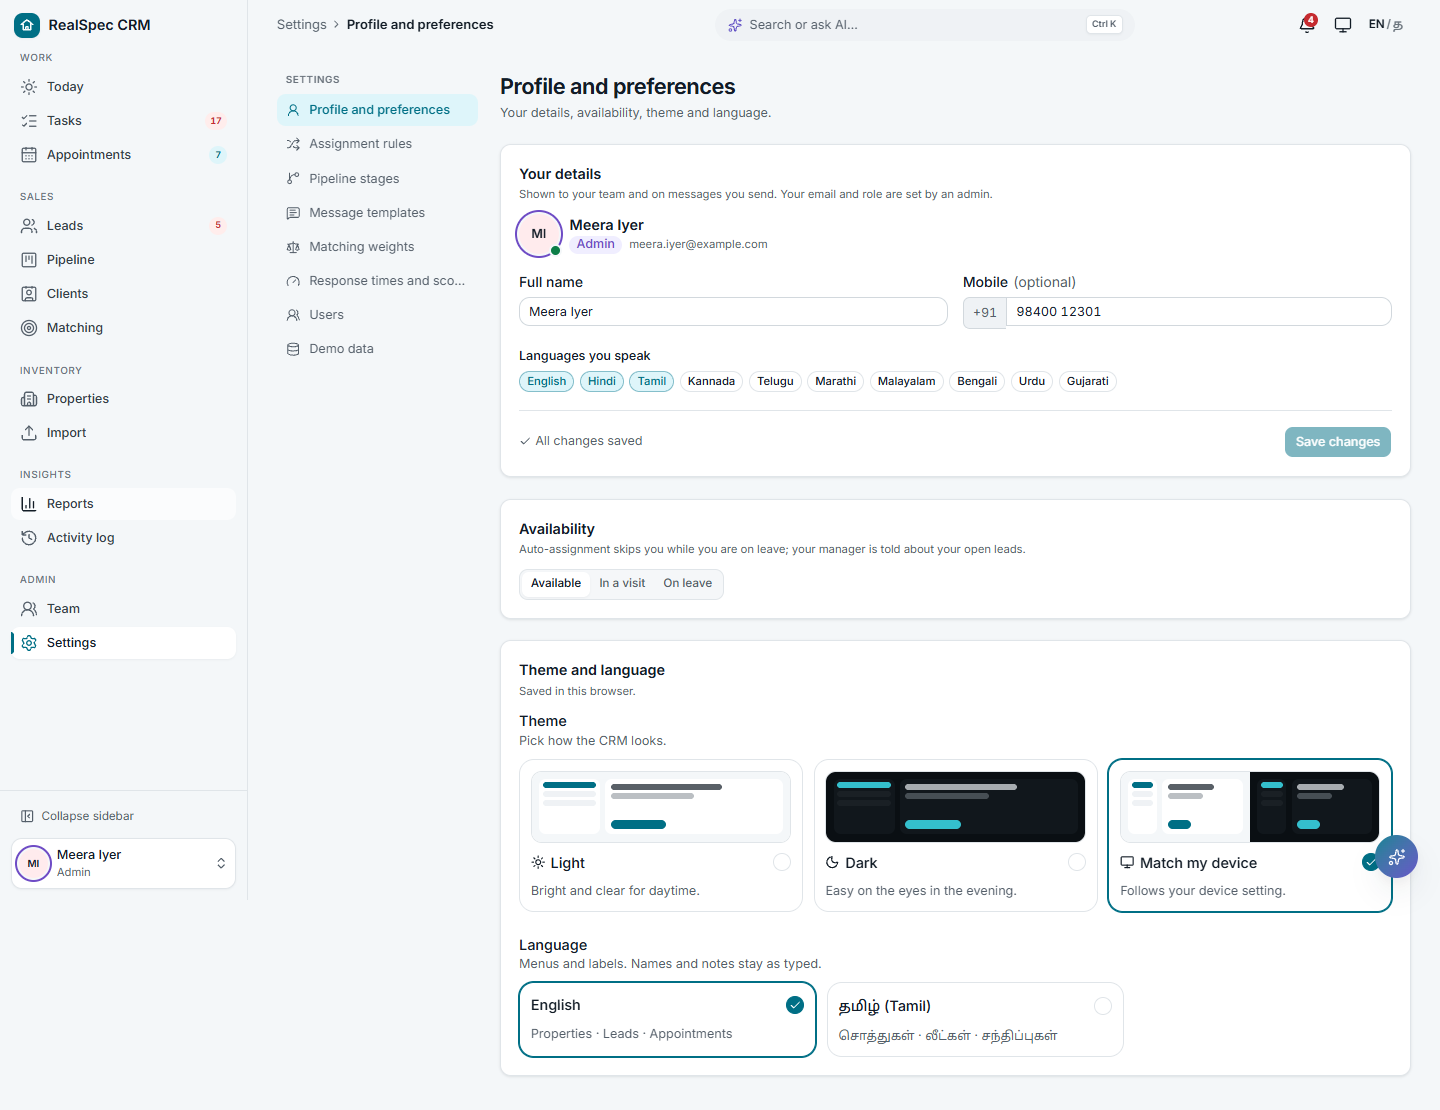 RealSpec CRM
WORK
Today
Tasks 17
Appointments 7
SALES
Leads 5
Pipeline
Clients
Matching
INVENTORY
Properties
Import
INSIGHTS
Reports
Activity log
ADMIN
Team
Settings
Collapse sidebar
MI
Meera Iyer
Admin
Settings > Profile and preferences
Search or ask AI...
Ctrl K
4
EN / த
SETTINGS
Profile and preferences
Assignment rules
Pipeline stages
Message templates
Matching weights
Response times and sco...
Users
Demo data
Profile and preferences
Your details, availability, theme and language.
Your details
Shown to your team and on messages you send. Your email and role are set by an admin.
MI
Meera Iyer
Admin meera.iyer@example.com
Full name
Meera Iyer
Mobile (optional)
+91 98400 12301
Languages you speak
English Hindi Tamil Kannada Telugu Marathi Malayalam Bengali Urdu Gujarati
All changes saved
Save changes
Availability
Auto-assignment skips you while you are on leave; your manager is told about your open leads.
Available In a visit On leave
Theme and language
Saved in this browser.
Theme
Pick how the CRM looks.
Light
Bright and clear for daytime.
Dark
Easy on the eyes in the evening.
Match my device
Follows your device setting.
Language
Menus and labels. Names and notes stay as typed.
English
Properties · Leads · Appointments
தமிழ் (Tamil)
சொத்துகள் · லீட்கள் · சந்திப்புகள்